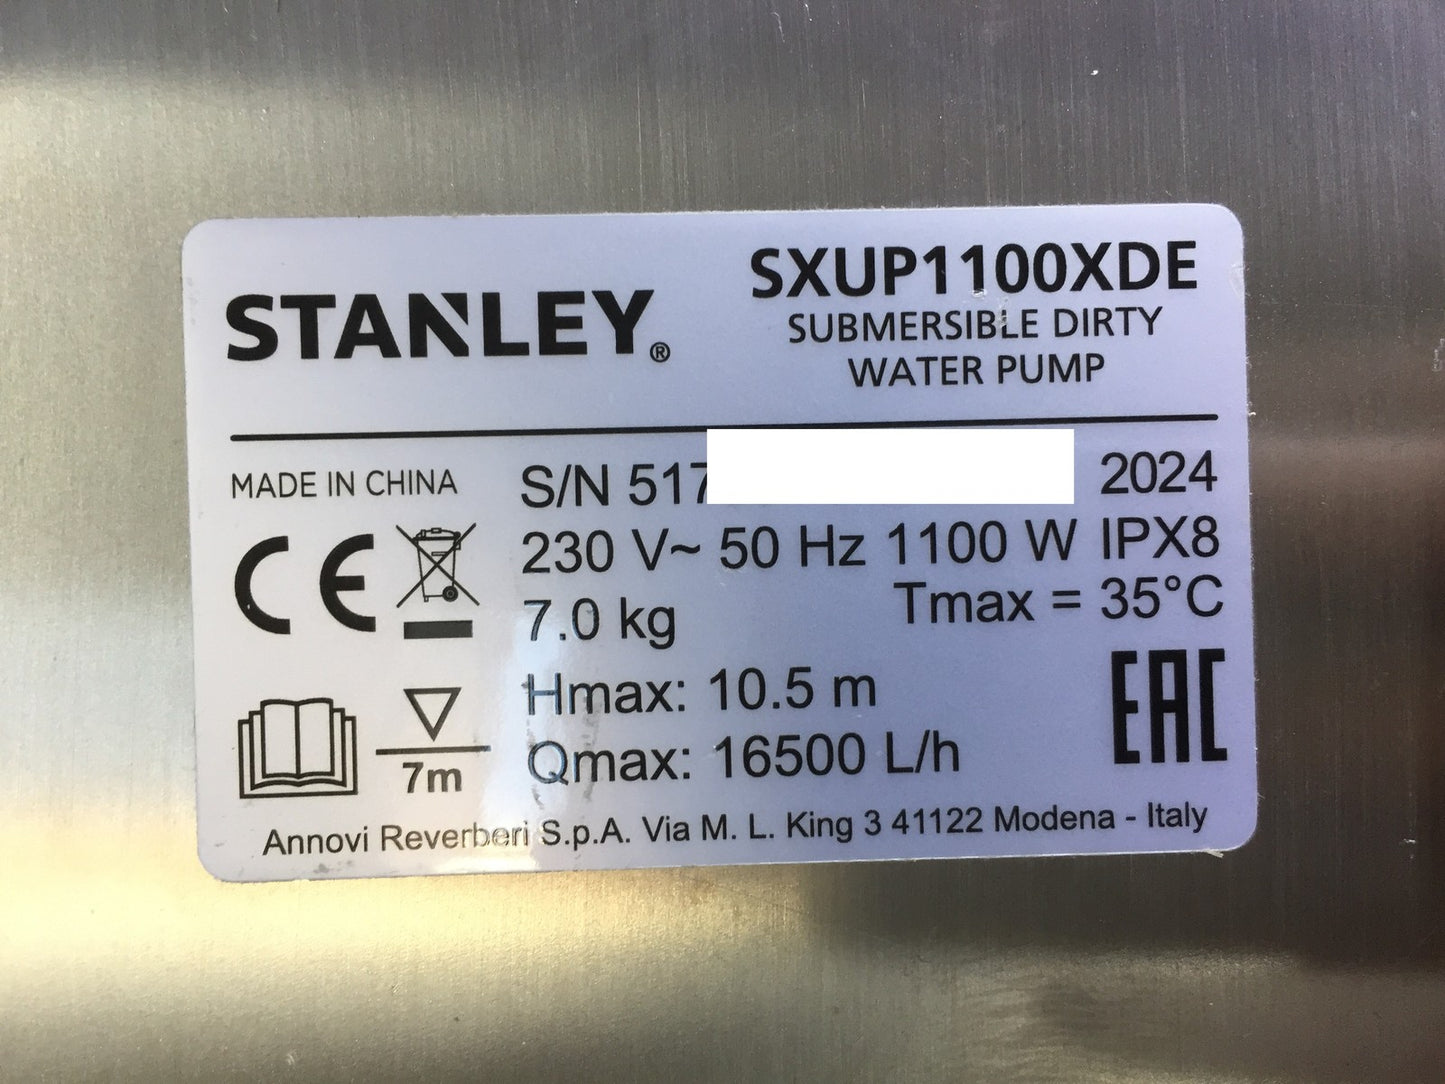 STANLEY®
SXUP1100XDE
SUBMERSIBLE DIRTY
WATER PUMP
MADE IN CHINA
S/N 517
2024
230 V~ 50 Hz 1100 W IPX8
7.0 kg
Tmax = 35°C
Hmax: 10.5 m
Qmax: 16500 L/h
CE
7m
EAC
Annovi Reverberi S.p.A. Via M. L. King 3 41122 Modena - Italy